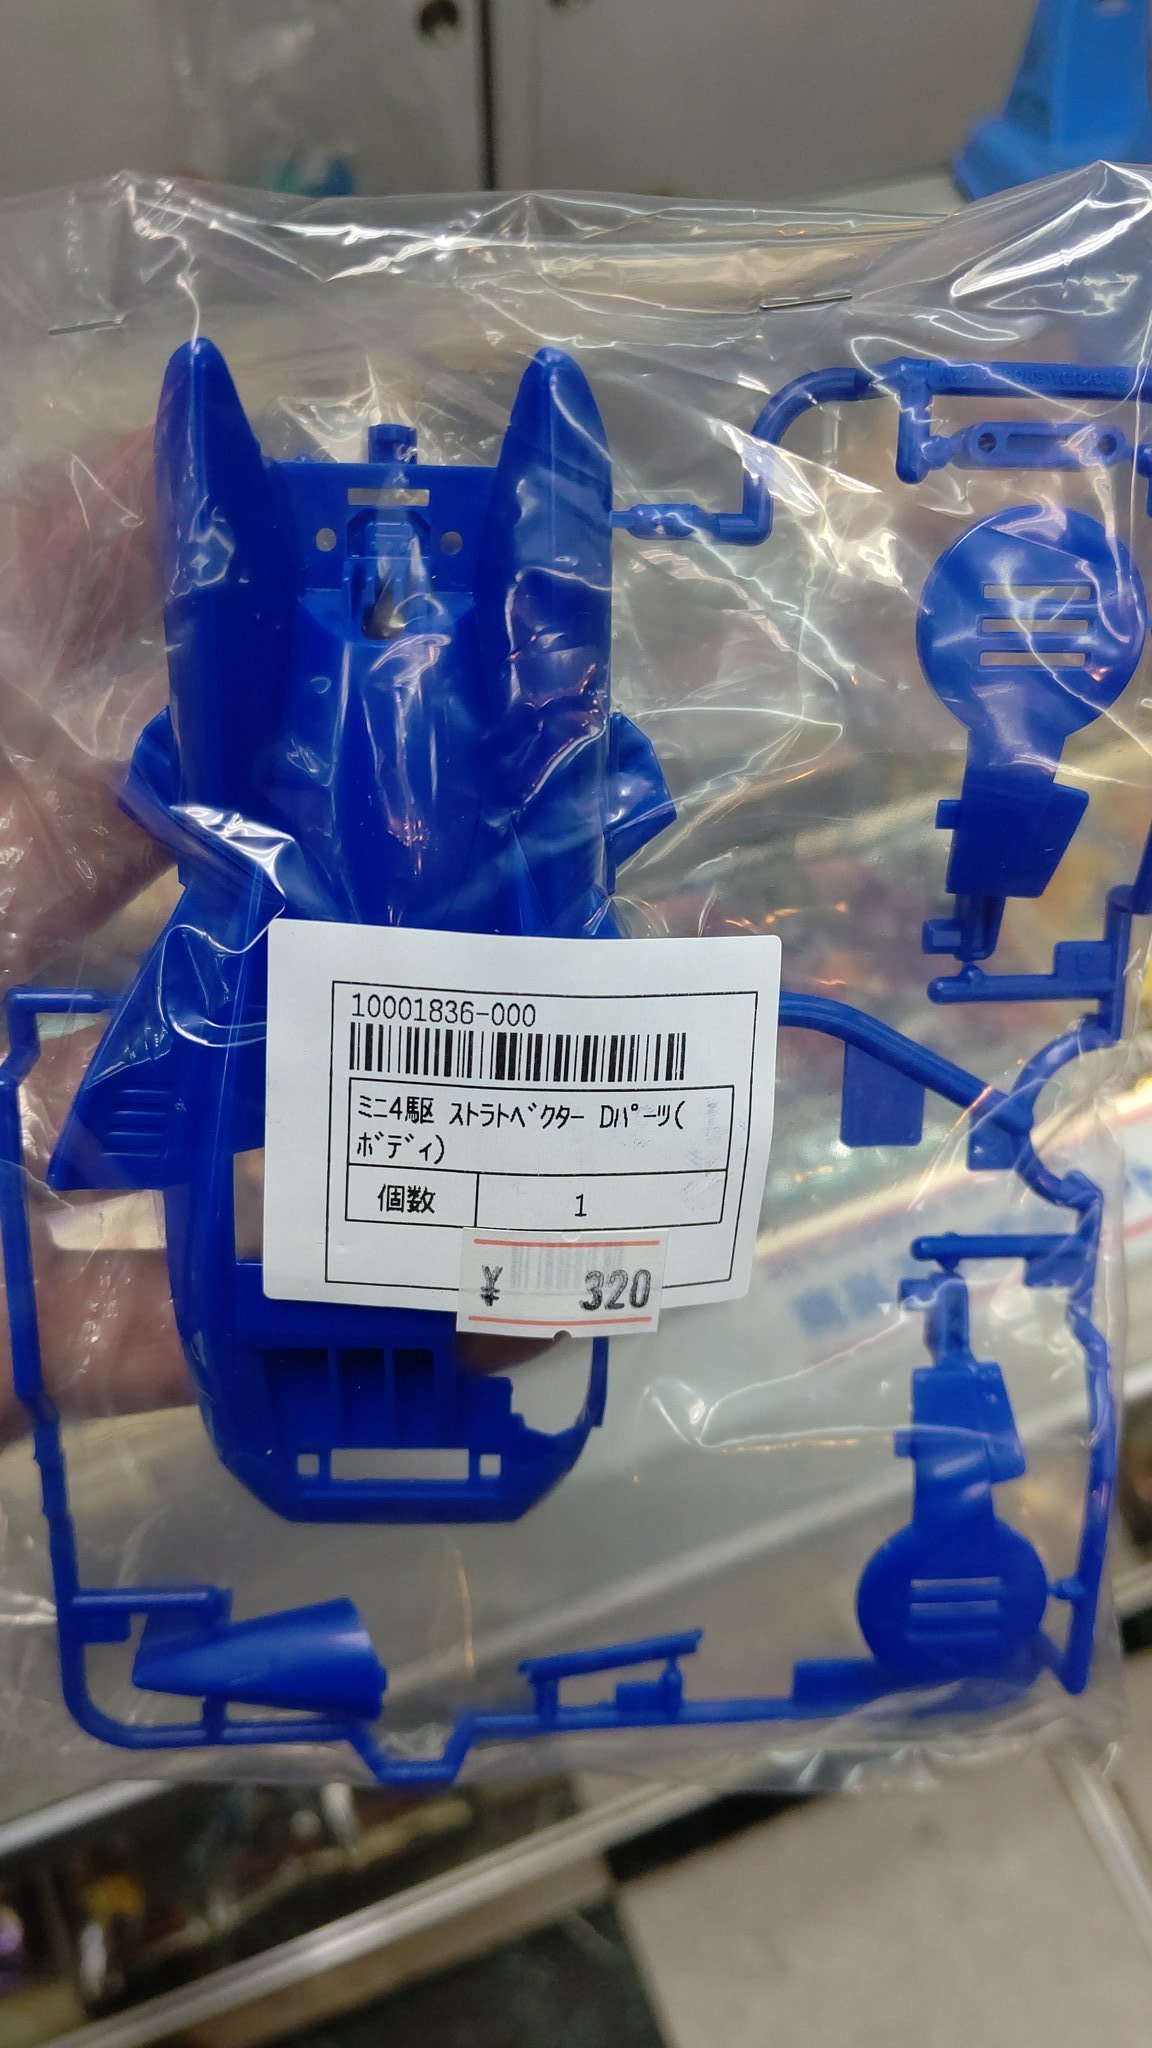 10001836-000
ﾐﾆ4駆 ｽﾄﾗﾄﾍﾞｸﾀｰ Dﾊﾟｰﾂ(
ﾎﾞﾃﾞｨ)
個数 1
¥ 320